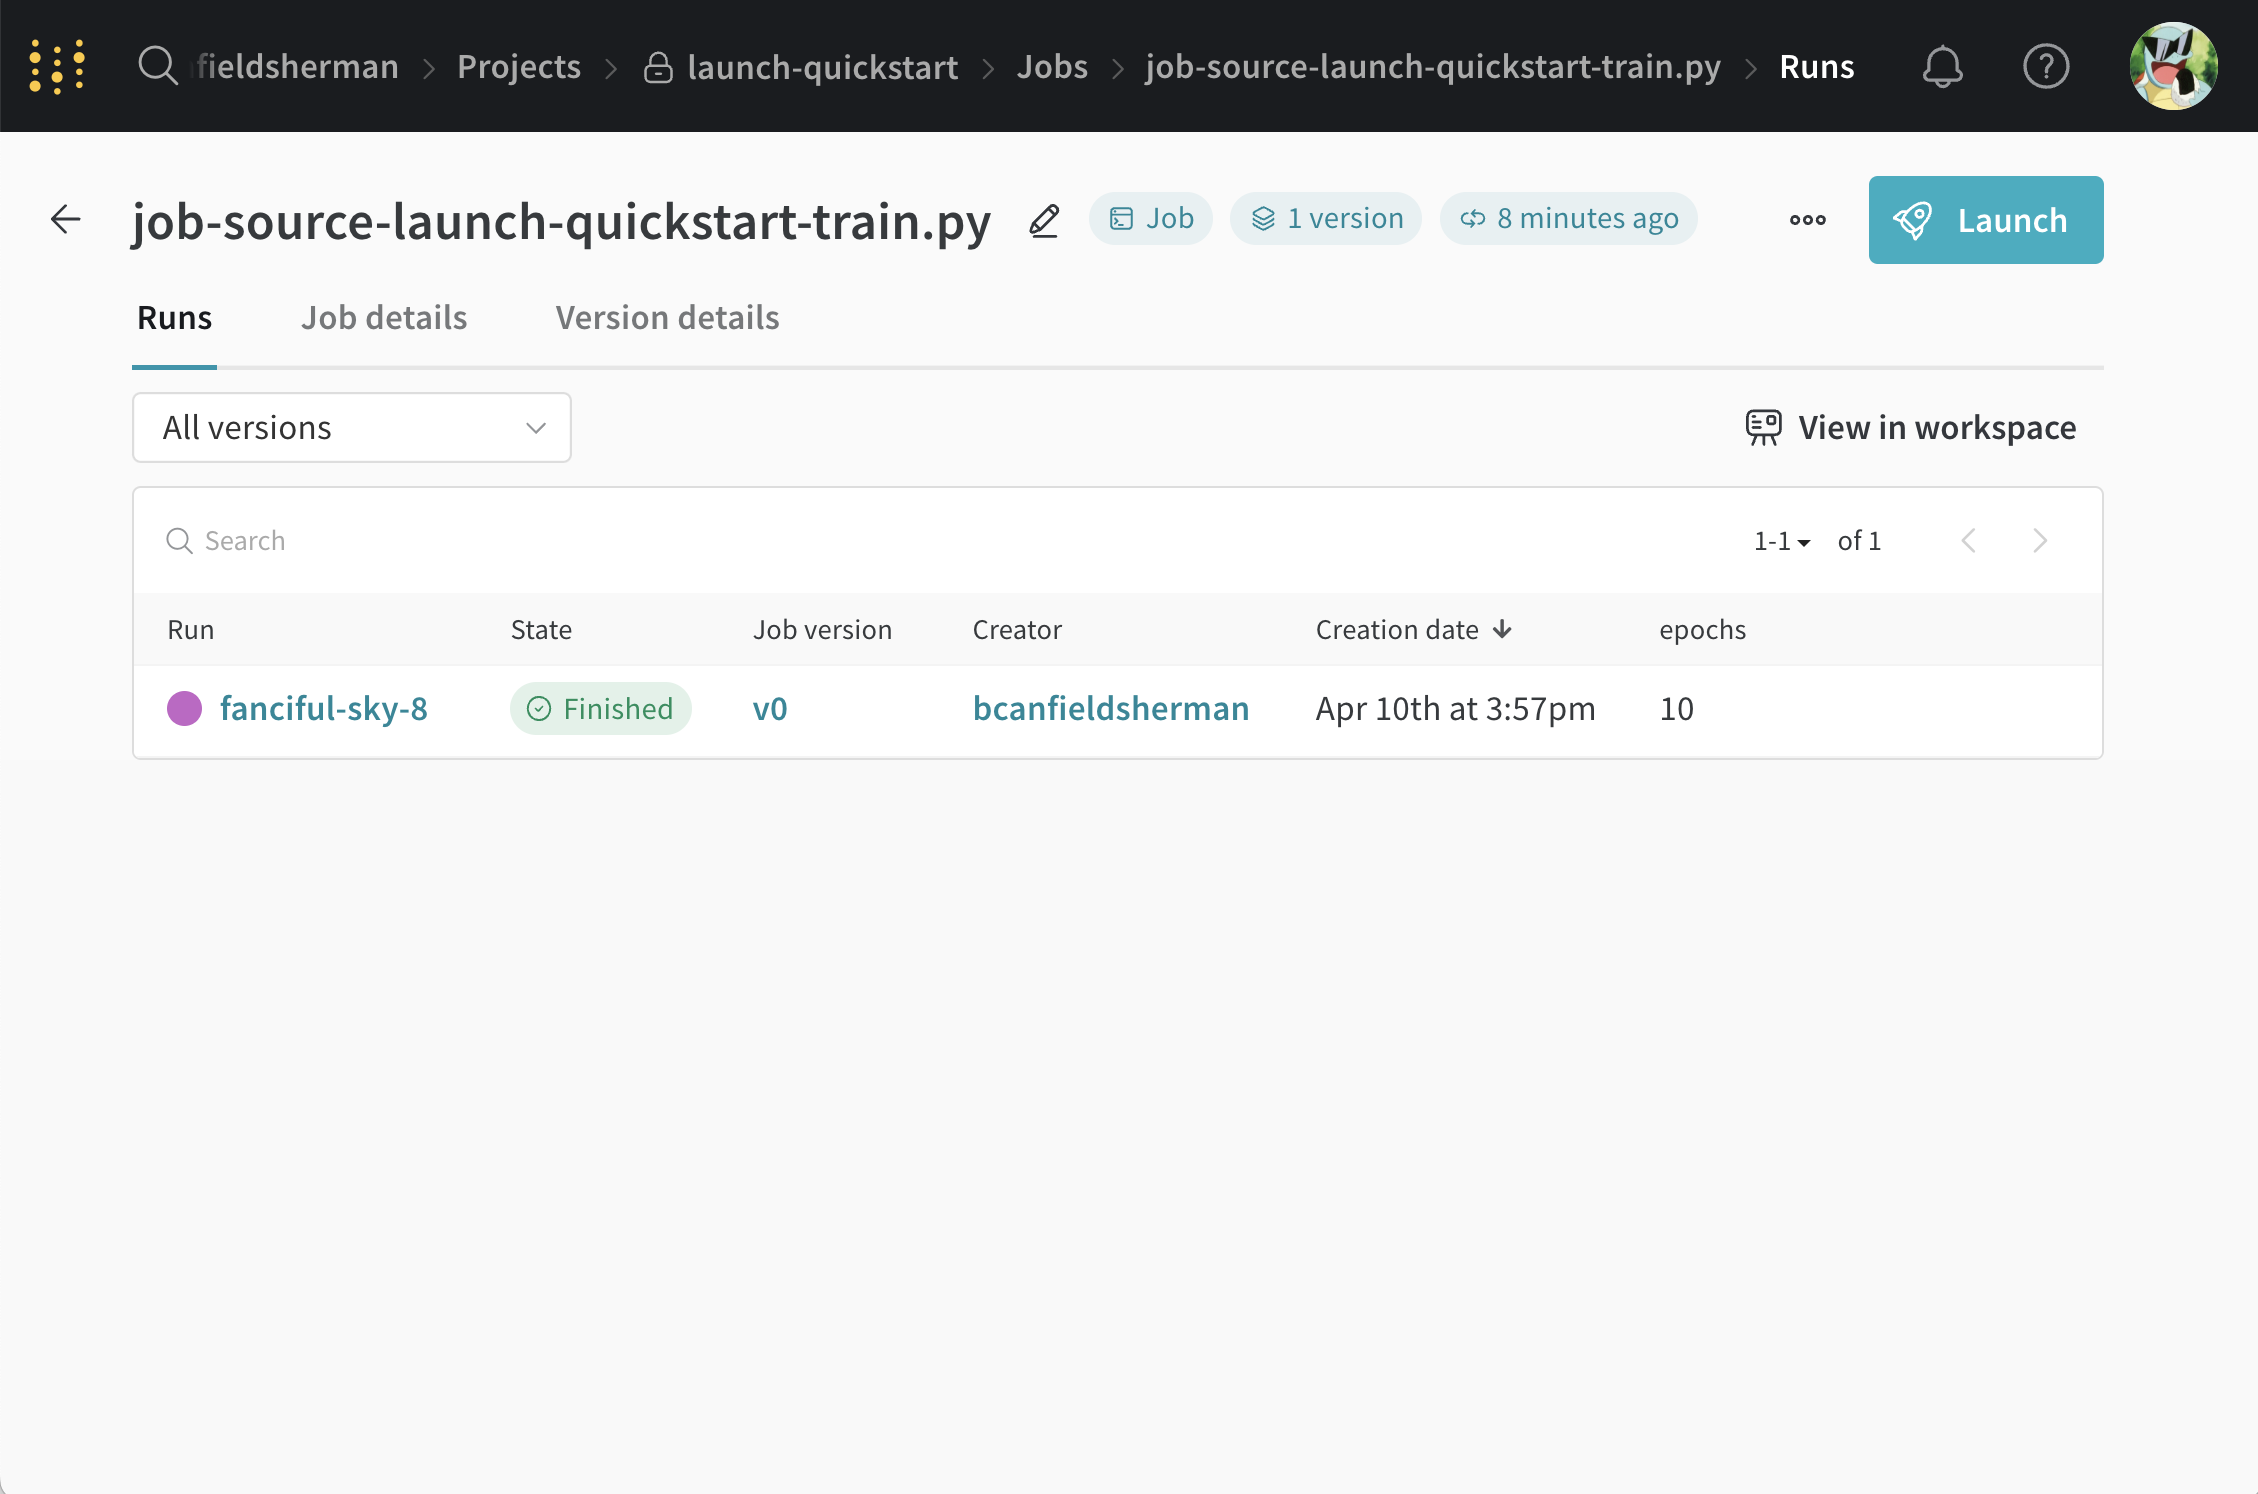 fieldsherman > Projects > launch-quickstart > Jobs > job-source-launch-quickstart-train.py > Runs
job-source-launch-quickstart-train.py Job 1 version 8 minutes ago Launch
Runs Job details Version details
All versions View in workspace
Search 1-1 of 1
Run State Job version Creator Creation date epochs
fanciful-sky-8 Finished v0 bcanfieldsherman Apr 10th at 3:57pm 10